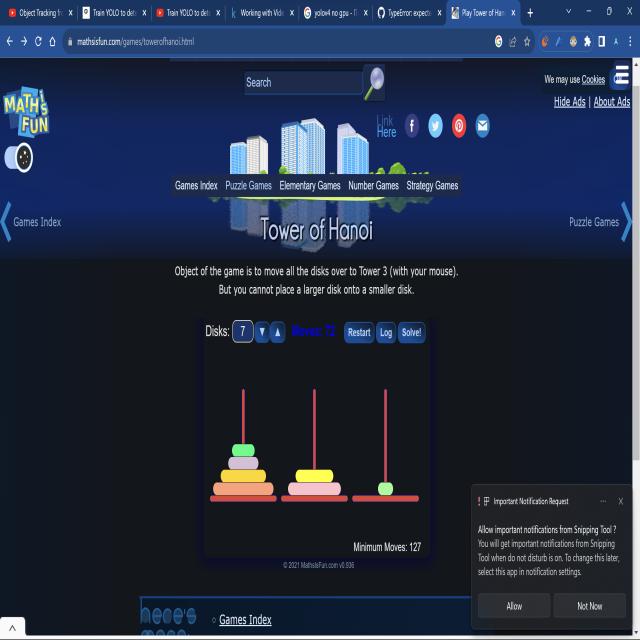 Object Tracking fr
Train YOLO to dete
Train YOLO to dete
Working with Vide
yolov4 no gpu - G
TypeError: expecte
Play Tower of Han
mathsisfun.com/games/towerofhanoi.html
Search
We may use Cookies
MATH'S FUN
Hide Ads | About Ads
Link Here
Games Index Puzzle Games Elementary Games Number Games Strategy Games
Games Index
Puzzle Games
Tower of Hanoi
Object of the game is to move all the disks over to Tower 3 (with your mouse).
But you cannot place a larger disk onto a smaller disk.
Disks: 7 Moves: 72 Restart Log Solve!
Minimum Moves: 127
© 2021 MathsIsFun.com v0.936
Important Notification Request
Allow important notifications from Snipping Tool ?
You will get important notifications from Snipping
Tool when do not disturb is on. To change this later,
select this app in notification settings.
Allow Not Now
Games Index